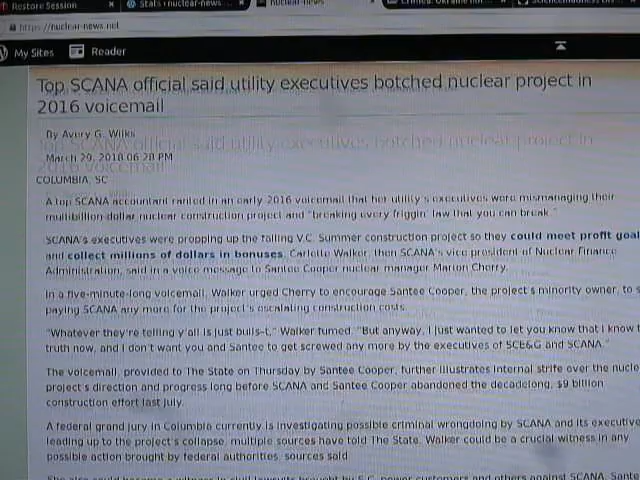 Restore Session
Stats ‹ nuclear-news
nuclear-news
https://nuclear-news.net
My Sites
Reader
Top SCANA official said utility executives botched nuclear project in
2016 voicemail
By Avery G. Wilks
March 29, 2018 06:28 PM
COLUMBIA, SC
A top SCANA accountant ranted in an early 2016 voicemail that her utility's executives were mismanaging their
multibillion-dollar nuclear construction project and "breaking every friggin' law that you can break."
SCANA's executives were propping up the failing V.C. Summer construction project so they could meet profit goal
and collect millions of dollars in bonuses, Carlette Walker, then SCANA's vice president of Nuclear Finance
Administration, said in a voice message to Santee Cooper nuclear manager Marion Cherry.
In a five-minute-long voicemail, Walker urged Cherry to encourage Santee Cooper, the project's minority owner, to s
paying SCANA any more for the project's escalating construction costs.
"Whatever they're telling y'all is just bulls–t," Walker fumed. "But anyway, I just wanted to let you know that I know t
truth now, and I don't want you and Santee to get screwed any more by the executives of SCE&G and SCANA."
The voicemail, provided to The State on Thursday by Santee Cooper, further illustrates internal strife over the nucle
project's direction and progress long before SCANA and Santee Cooper abandoned the decadelong, $9 billion
construction effort last July.
A federal grand jury in Columbia currently is investigating possible criminal wrongdoing by SCANA and its executive
leading up to the project's collapse, multiple sources have told The State. Walker could be a crucial witness in any
possible action brought by federal authorities, sources said.